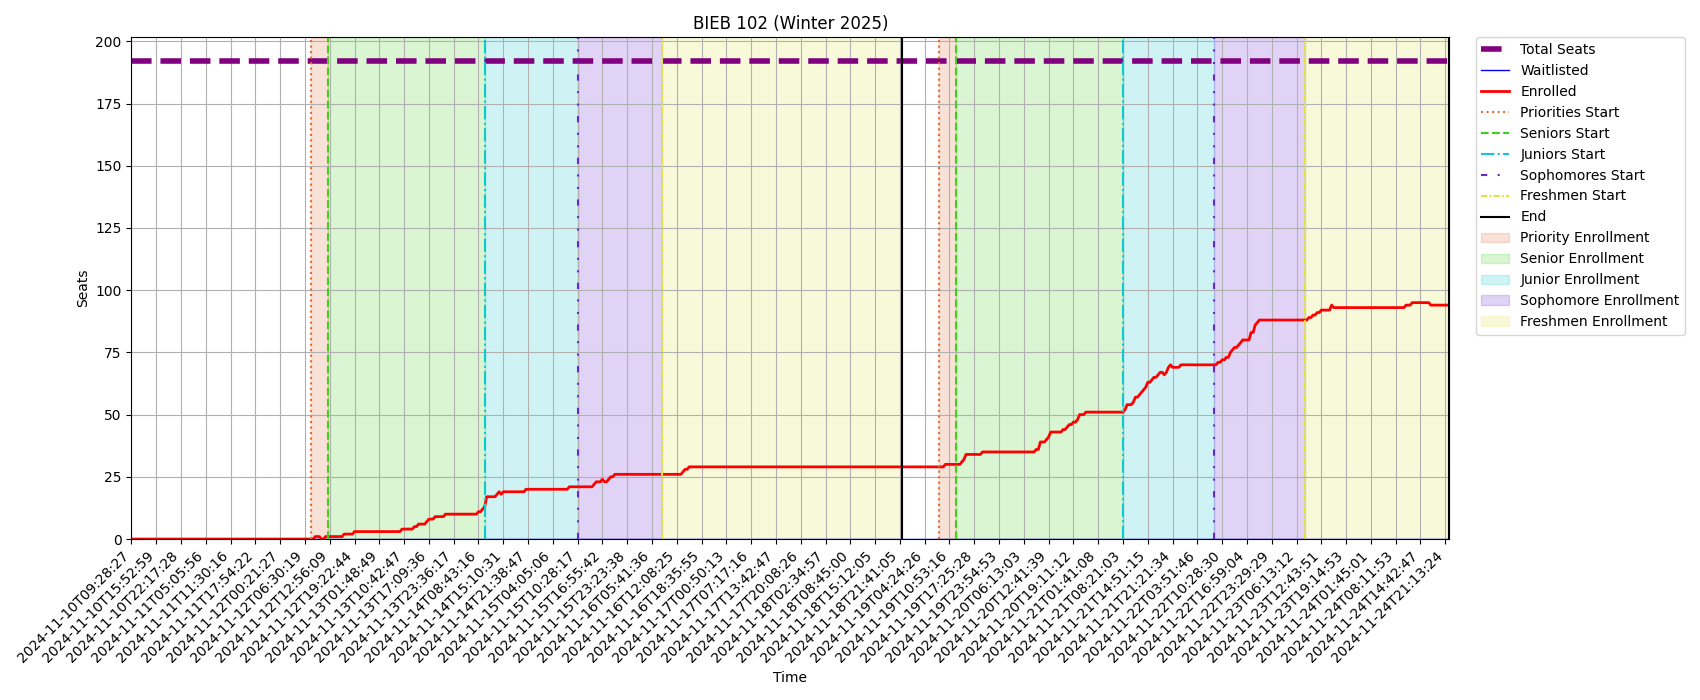 BIEB 102 (Winter 2025)
200
175
150
125
100
75
50
25
0
Seats
2024-11-10T09:28:27
2024-11-10T15:52:59
2024-11-10T22:17:28
2024-11-11T05:05:56
2024-11-11T11:30:16
2024-11-11T17:54:22
2024-11-12T00:21:27
2024-11-12T06:30:19
2024-11-12T12:56:09
2024-11-12T19:22:44
2024-11-13T01:48:49
2024-11-13T10:42:47
2024-11-13T17:09:36
2024-11-13T23:36:17
2024-11-14T08:43:16
2024-11-14T15:10:31
2024-11-14T21:38:47
2024-11-15T04:05:06
2024-11-15T10:28:17
2024-11-15T16:55:42
2024-11-15T23:23:38
2024-11-16T05:41:36
2024-11-16T12:08:25
2024-11-16T18:35:55
2024-11-17T00:50:13
2024-11-17T07:17:16
2024-11-17T13:42:47
2024-11-17T20:08:26
2024-11-18T02:34:57
2024-11-18T08:45:00
2024-11-18T15:12:05
2024-11-18T21:41:05
2024-11-19T04:24:26
2024-11-19T10:53:16
2024-11-19T17:25:28
2024-11-19T23:54:53
2024-11-20T06:13:03
2024-11-20T12:41:39
2024-11-20T19:11:12
2024-11-21T01:41:08
2024-11-21T08:21:03
2024-11-21T14:51:15
2024-11-21T21:21:34
2024-11-22T03:51:46
2024-11-22T10:28:30
2024-11-22T16:59:04
2024-11-22T23:29:29
2024-11-23T06:13:12
2024-11-23T12:43:51
2024-11-23T19:14:53
2024-11-24T01:45:01
2024-11-24T08:11:53
2024-11-24T14:42:47
2024-11-24T21:13:24
Time
Total Seats
Waitlisted
Enrolled
Priorities Start
Seniors Start
Juniors Start
Sophomores Start
Freshmen Start
End
Priority Enrollment
Senior Enrollment
Junior Enrollment
Sophomore Enrollment
Freshmen Enrollment